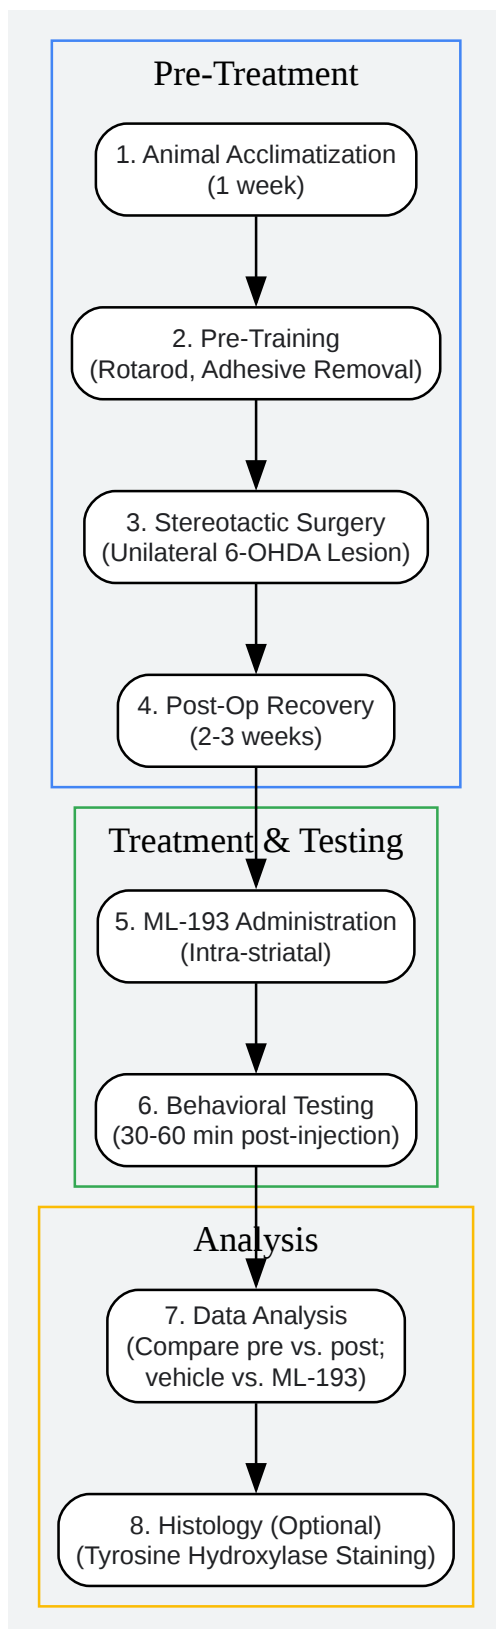 Pre-Treatment
1. Animal Acclimatization
(1 week)
2. Pre-Training
(Rotarod, Adhesive Removal)
3. Stereotactic Surgery
(Unilateral 6-OHDA Lesion)
4. Post-Op Recovery
(2-3 weeks)
Treatment & Testing
5. ML-193 Administration
(Intra-striatal)
6. Behavioral Testing
(30-60 min post-injection)
Analysis
7. Data Analysis
(Compare pre vs. post;
vehicle vs. ML-193)
8. Histology (Optional)
(Tyrosine Hydroxylase Staining)